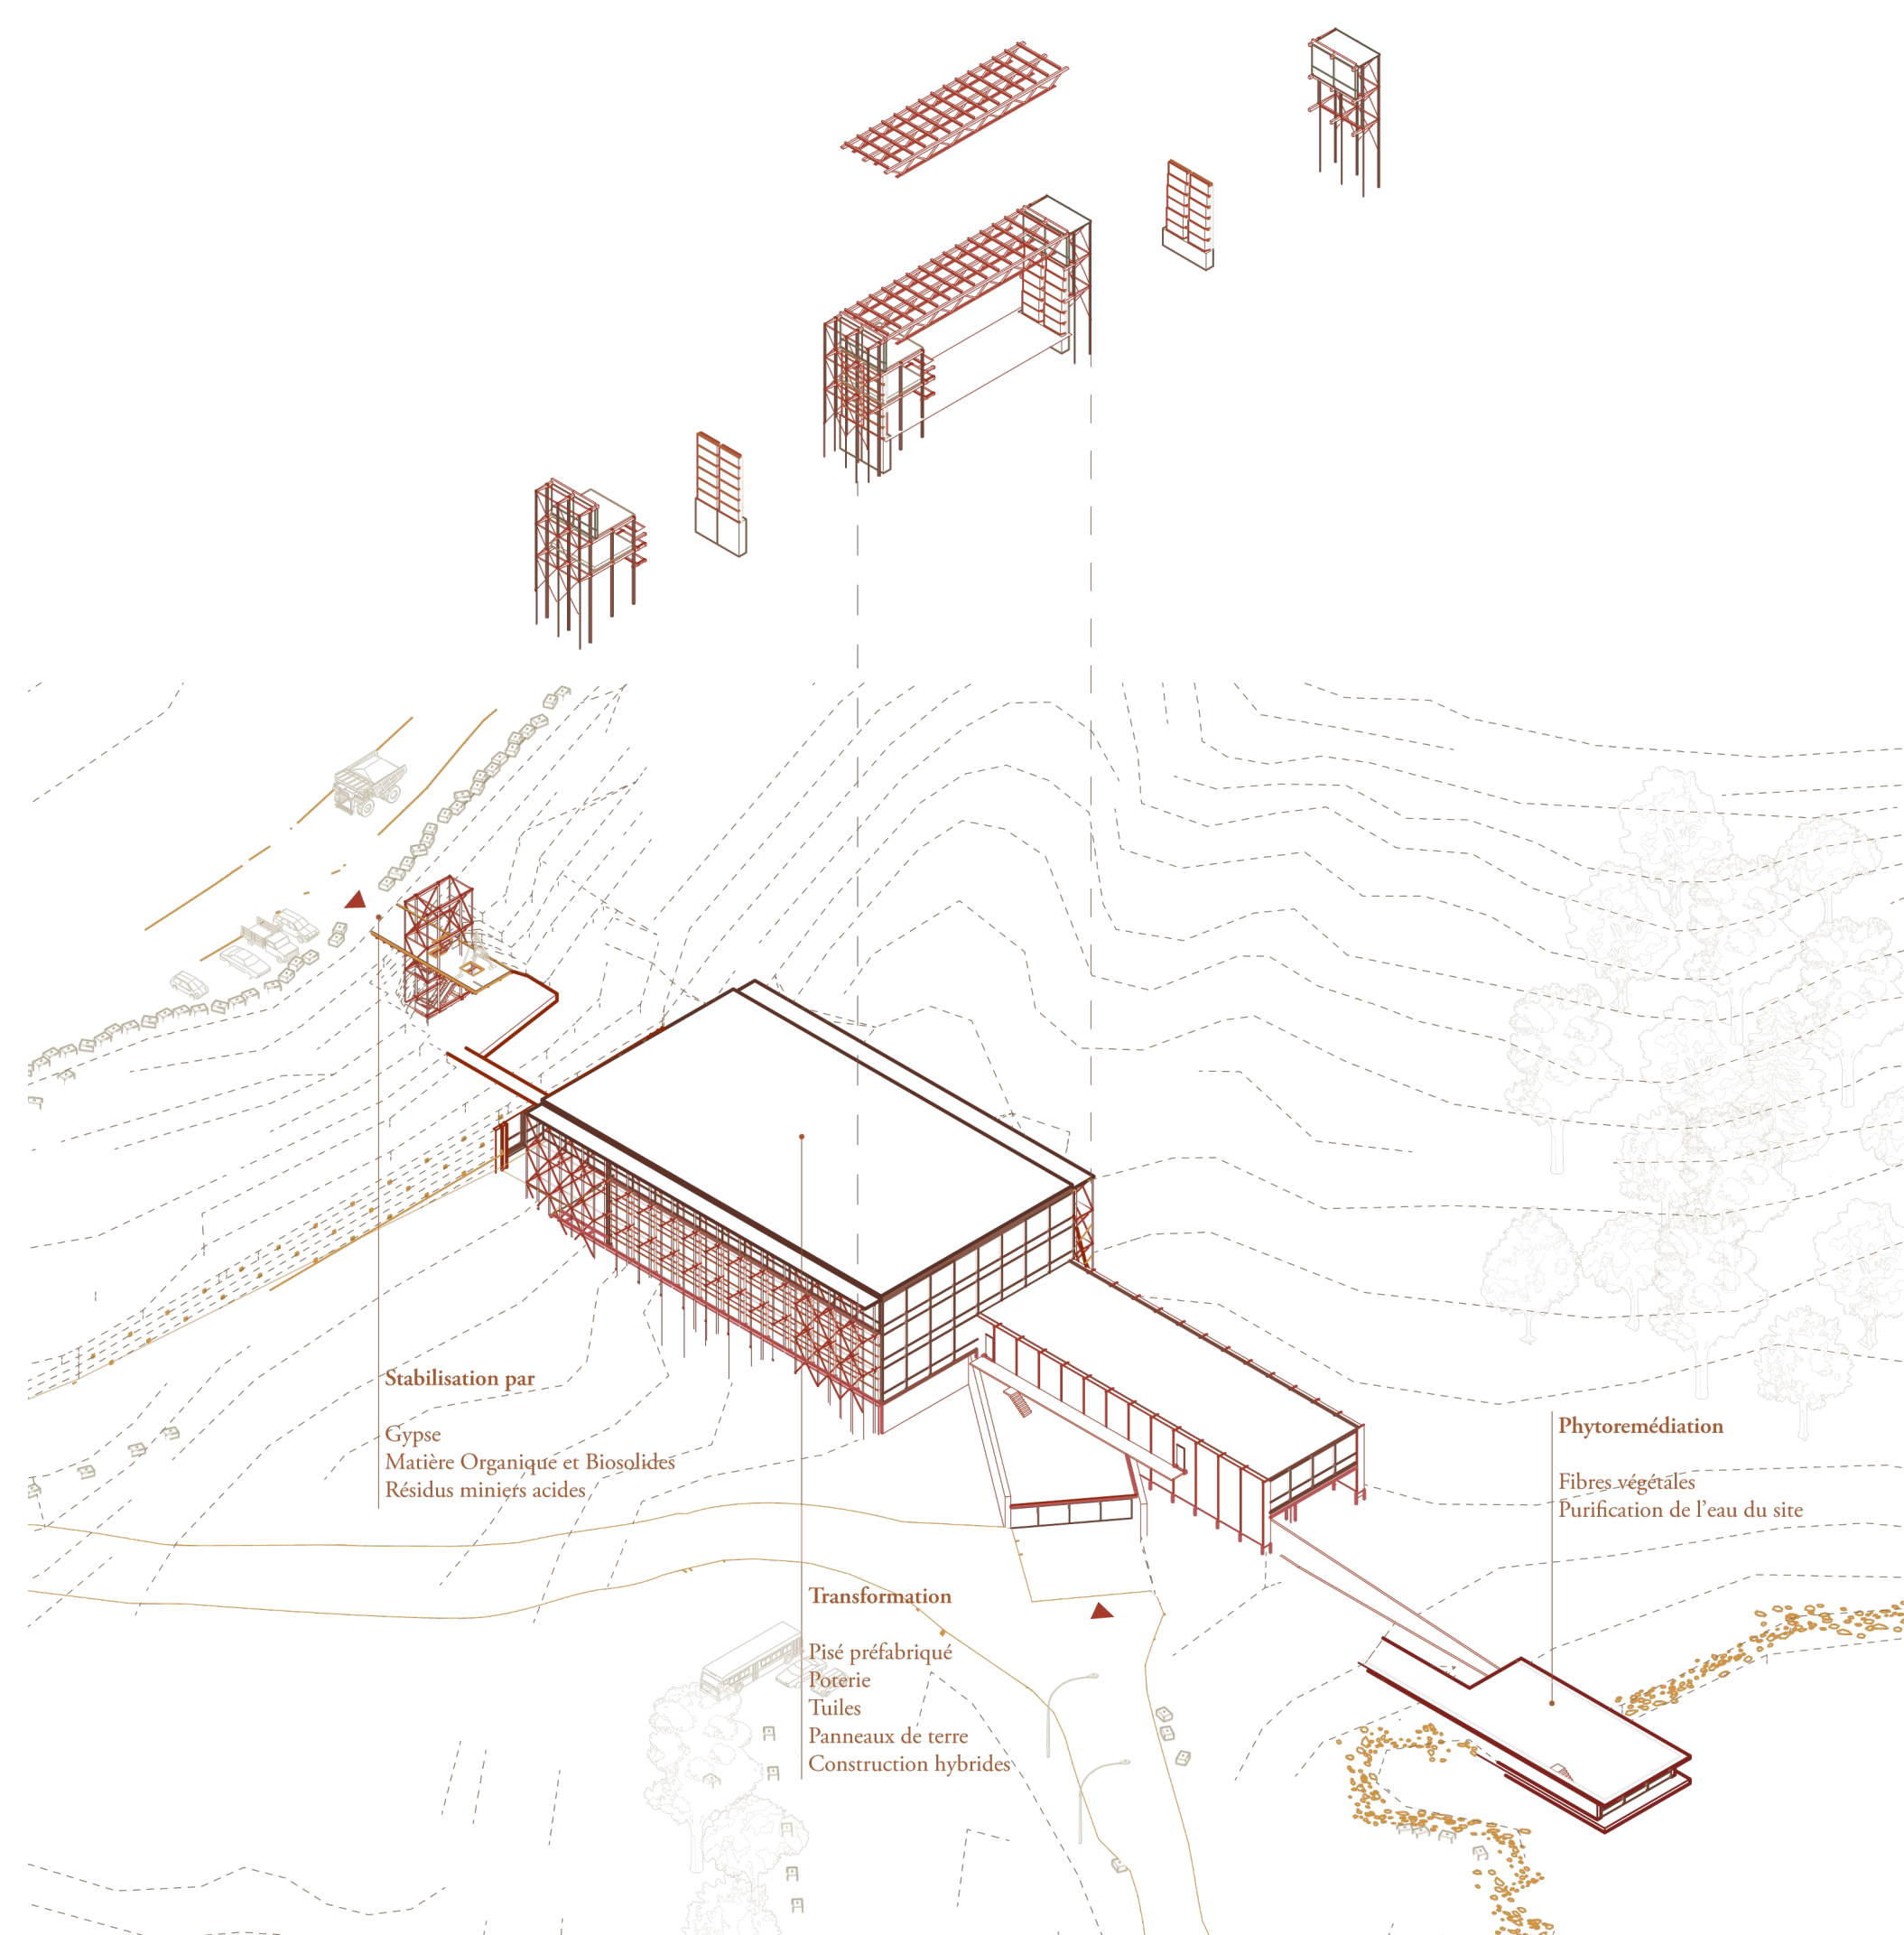 Stabilisation par
Gypse
Matière Organique et Biosolides
Résidus miniers acides
Phytoremédiation
Fibres végétales
Purification de l'eau du site
Transformation
Pisé préfabriqué
Poterie
Tuiles
Panneaux de terre
Construction hybrides